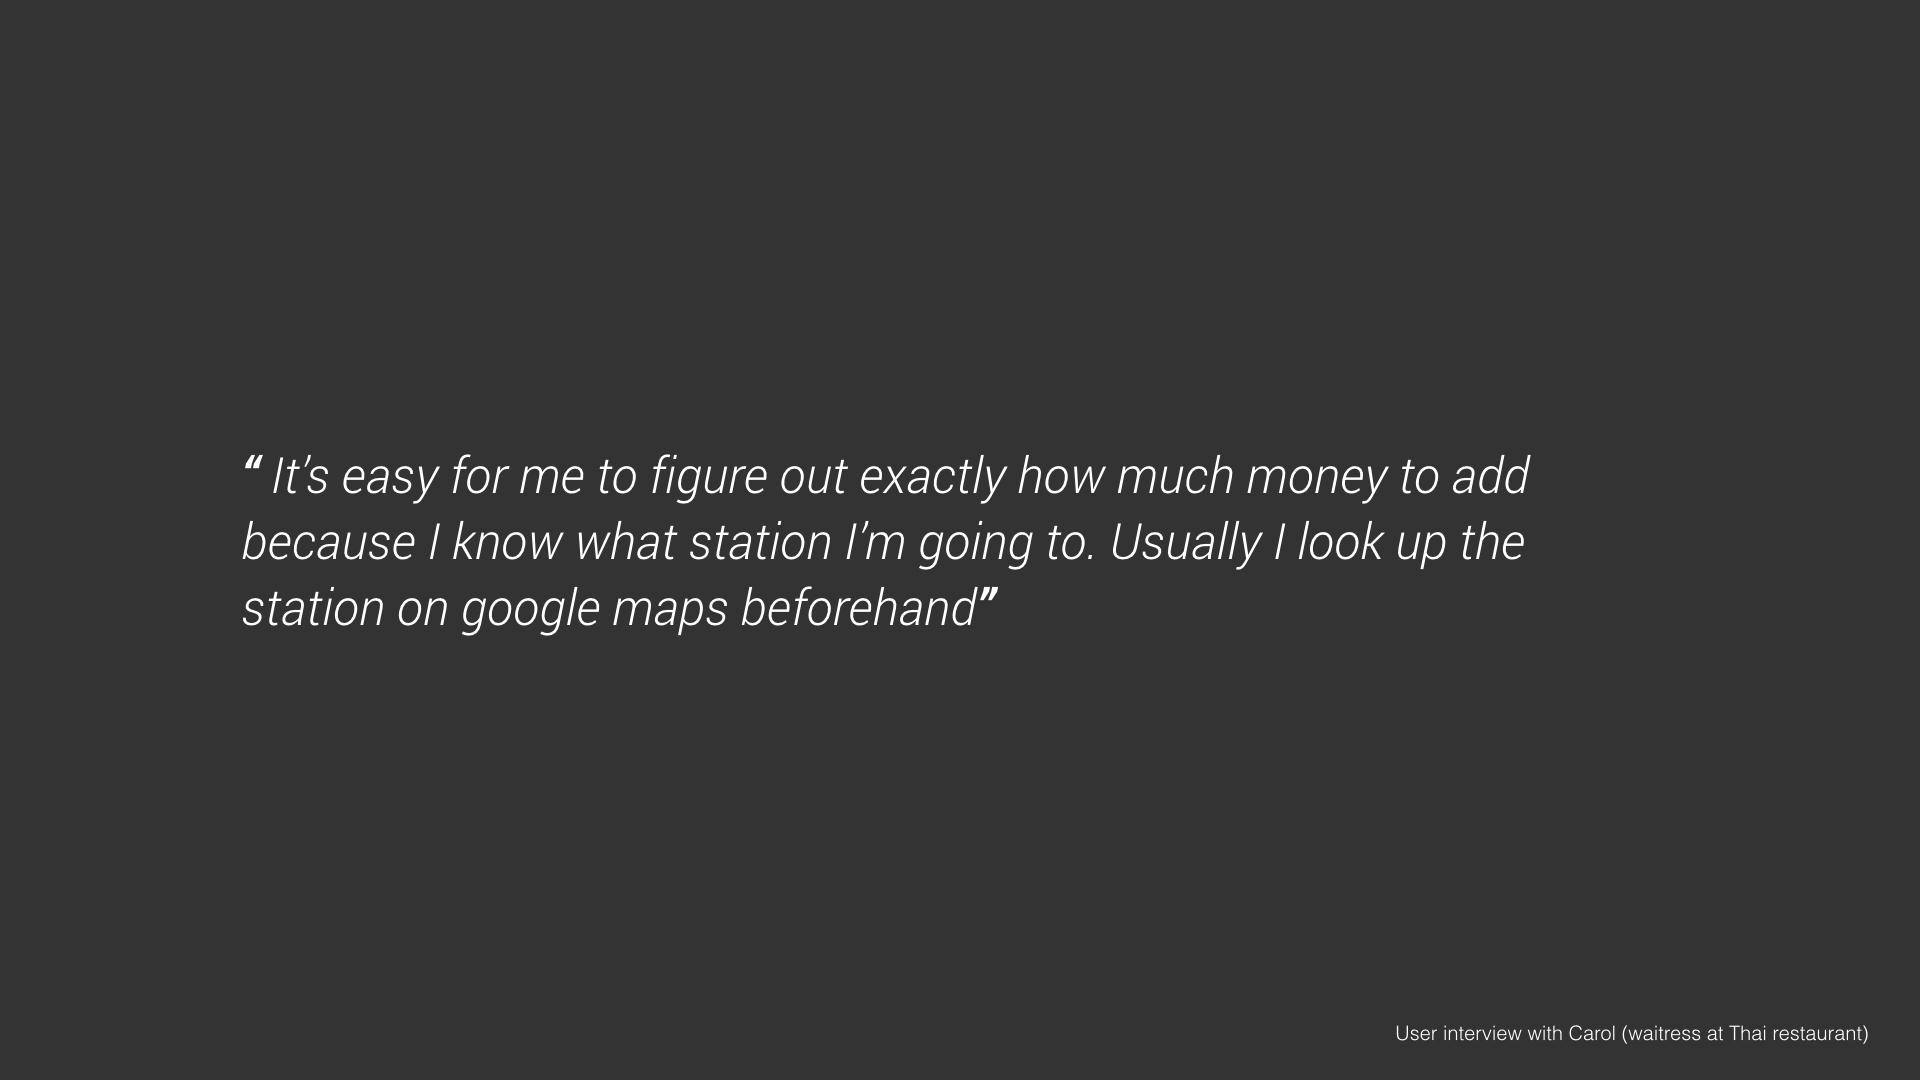 “ It’s easy for me to figure out exactly how much money to add
because I know what station I’m going to. Usually I look up the
station on google maps beforehand”
User interview with Carol (waitress at Thai restaurant)